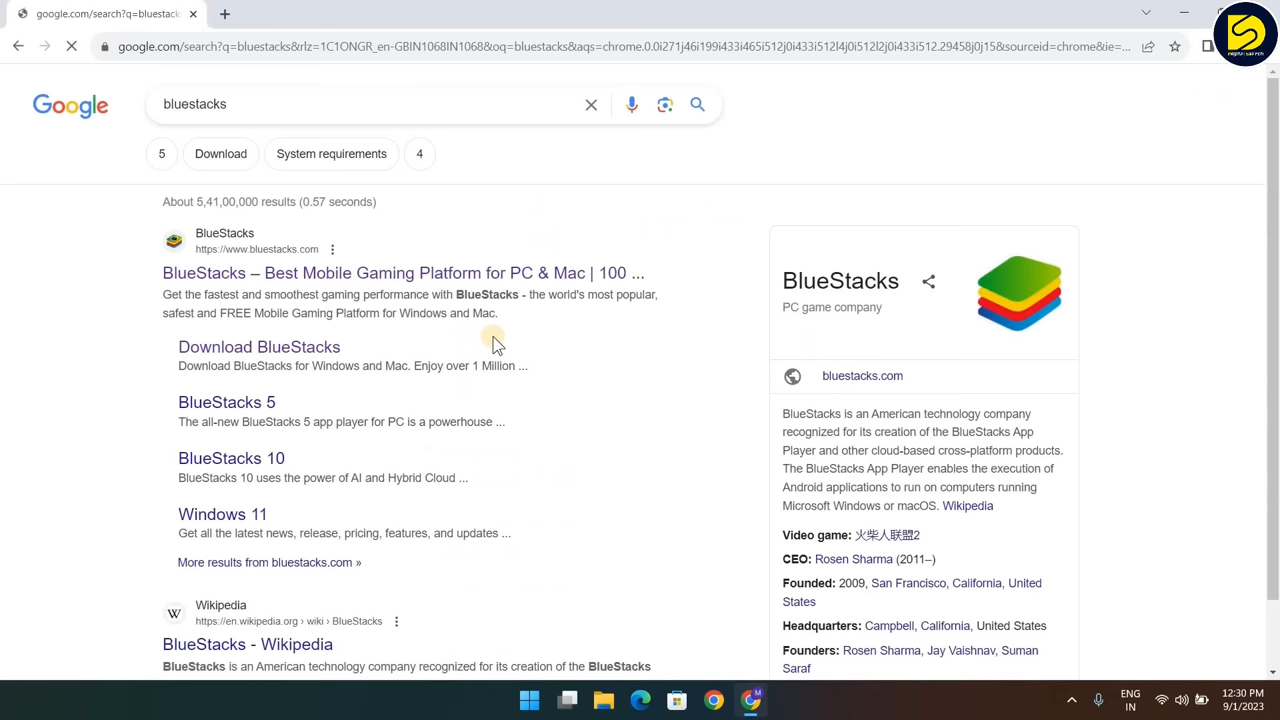 google.com/search?q=bluestack
google.com/search?q=bluestacks&rlz=1C1ONGR_en-GBIN1068IN1068&oq=bluestacks&aqs=chrome.0.0i271j46i199i433i465i512j0i433i512l4j0i512l2j0i433i512.29458j0j15&sourceid=chrome&ie=...
Google
bluestacks
5
Download
System requirements
4
About 5,41,00,000 results (0.57 seconds)
BlueStacks
https://www.bluestacks.com
BlueStacks – Best Mobile Gaming Platform for PC & Mac | 100 ...
Get the fastest and smoothest gaming performance with BlueStacks - the world's most popular,
safest and FREE Mobile Gaming Platform for Windows and Mac.
Download BlueStacks
Download BlueStacks for Windows and Mac. Enjoy over 1 Million ...
BlueStacks 5
The all-new BlueStacks 5 app player for PC is a powerhouse ...
BlueStacks 10
BlueStacks 10 uses the power of AI and Hybrid Cloud ...
Windows 11
Get all the latest news, release, pricing, features, and updates ...
More results from bluestacks.com »
Wikipedia
https://en.wikipedia.org › wiki › BlueStacks
BlueStacks - Wikipedia
BlueStacks is an American technology company recognized for its creation of the BlueStacks
BlueStacks
PC game company
bluestacks.com
BlueStacks is an American technology company
recognized for its creation of the BlueStacks App
Player and other cloud-based cross-platform products.
The BlueStacks App Player enables the execution of
Android applications to run on computers running
Microsoft Windows or macOS. Wikipedia
Video game: 火柴人联盟2
CEO: Rosen Sharma (2011–)
Founded: 2009, San Francisco, California, United
States
Headquarters: Campbell, California, United States
Founders: Rosen Sharma, Jay Vaishnav, Suman
Saraf
M
ENG
IN
12:30 PM
9/1/2023